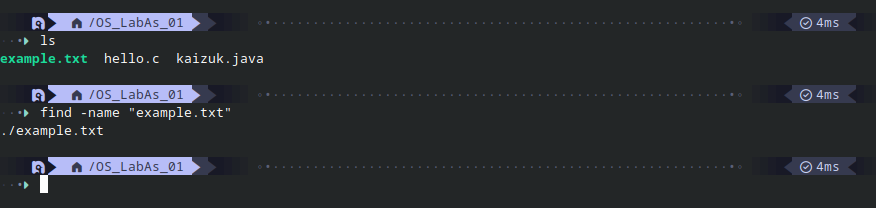 /OS_LabAs_01 4ms
ls
example.txt hello.c kaizuk.java
/OS_LabAs_01 4ms
find -name "example.txt"
./example.txt
/OS_LabAs_01 4ms